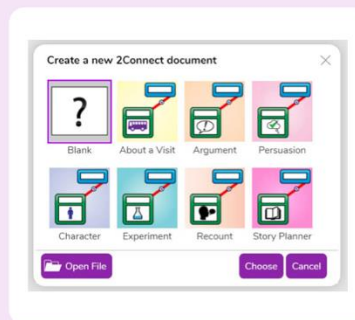 Create a new 2Connect document
?
Blank About a Visit Argument Persuasion
Character Experiment Recount Story Planner
Open File Choose Cancel